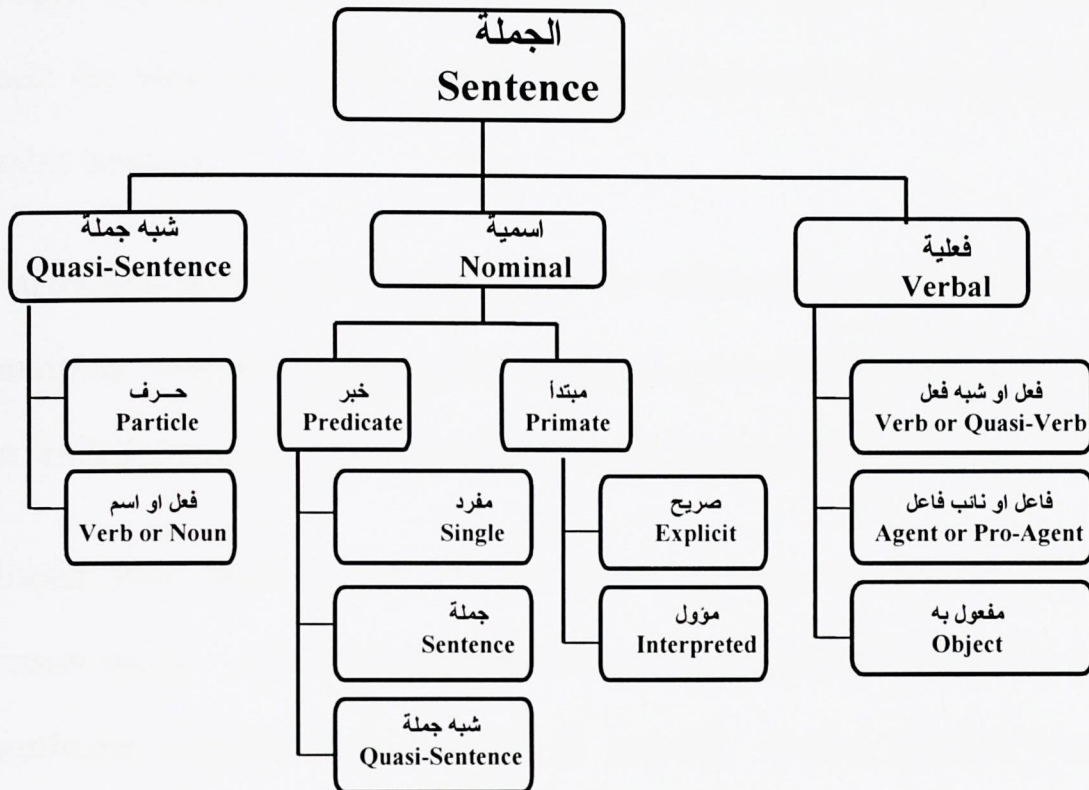 الجملة
Sentence
شبه جملة
Quasi-Sentence
اسمية
Nominal
فعلية
Verbal
حـرف
Particle
فعل او اسم
Verb or Noun
خبر
Predicate
مبتدأ
Primate
مفرد
Single
جملة
Sentence
شبه جملة
Quasi-Sentence
صريح
Explicit
مؤول
Interpreted
فعل او شبه فعل
Verb or Quasi-Verb
فاعل او نائب فاعل
Agent or Pro-Agent
مفعول به
Object